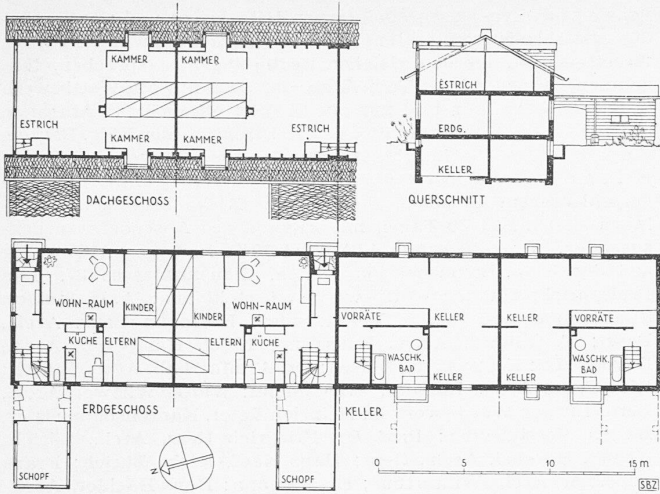 KAMMER KAMMER
ESTRICH ESTRICH
KAMMER KAMMER
DACHGESCHOSS
ESTRICH
ERDG.
KELLER
QUERSCHNITT
WOHN-RAUM KINDER KINDER WOHN-RAUM
KÜCHE ELTERN ELTERN KÜCHE
ERDGESCHOSS
SCHOPF SCHOPF
N
VORRÄTE KELLER KELLER VORRÄTE
WASCHK. BAD
KELLER KELLER
WASCHK. BAD
KELLER
0 5 10 15 m
SBZ